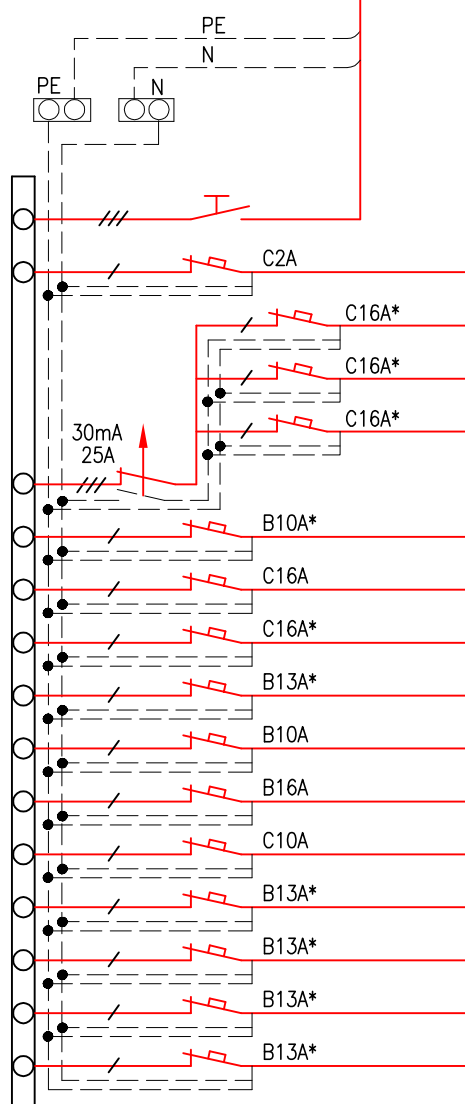 PE
N
PE
N
C2A
C16A*
C16A*
C16A*
30mA
25A
B10A*
C16A
C16A*
B13A*
B10A
B16A
C10A
B13A*
B13A*
B13A*
B13A*